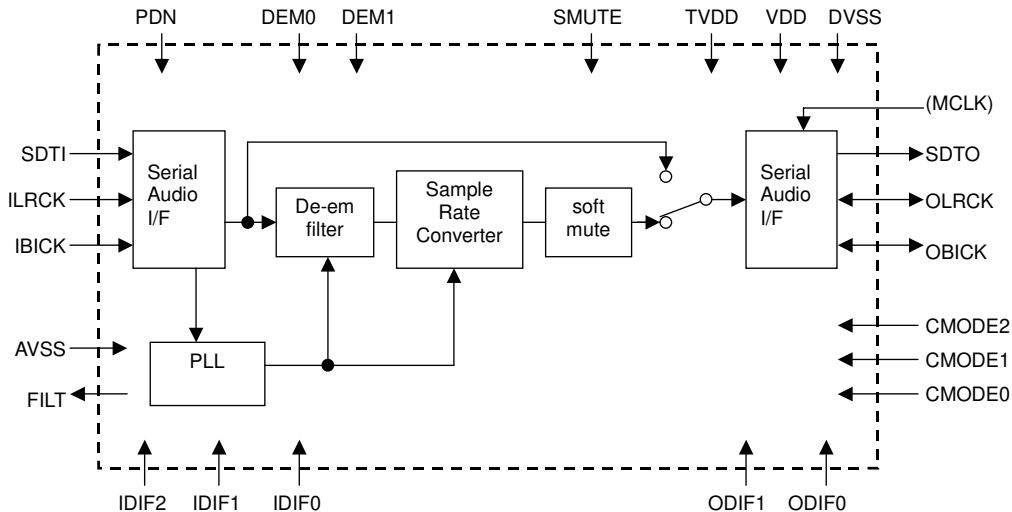 PDN
DEM0
DEM1
SMUTE
TVDD
VDD
DVSS
(MCLK)
SDTI
ILRCK
IBICK
Serial
Audio
I/F
De-em
filter
Sample
Rate
Converter
soft
mute
Serial
Audio
I/F
SDTO
OLRCK
OBICK
AVSS
FILT
PLL
CMODE2
CMODE1
CMODE0
IDIF2
IDIF1
IDIF0
ODIF1
ODIF0